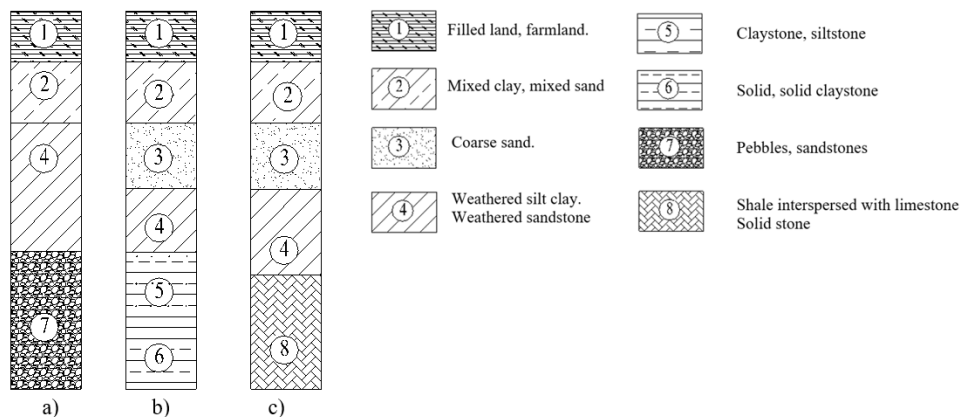 1
2
4
7
a)
1
2
3
4
5
6
b)
1
2
3
4
8
c)
1
Filled land, farmland.
2
Mixed clay, mixed sand
3
Coarse sand.
4
Weathered silt clay.
Weathered sandstone
5
Claystone, siltstone
6
Solid, solid claystone
7
Pebbles, sandstones
8
Shale interspersed with limestone
Solid stone